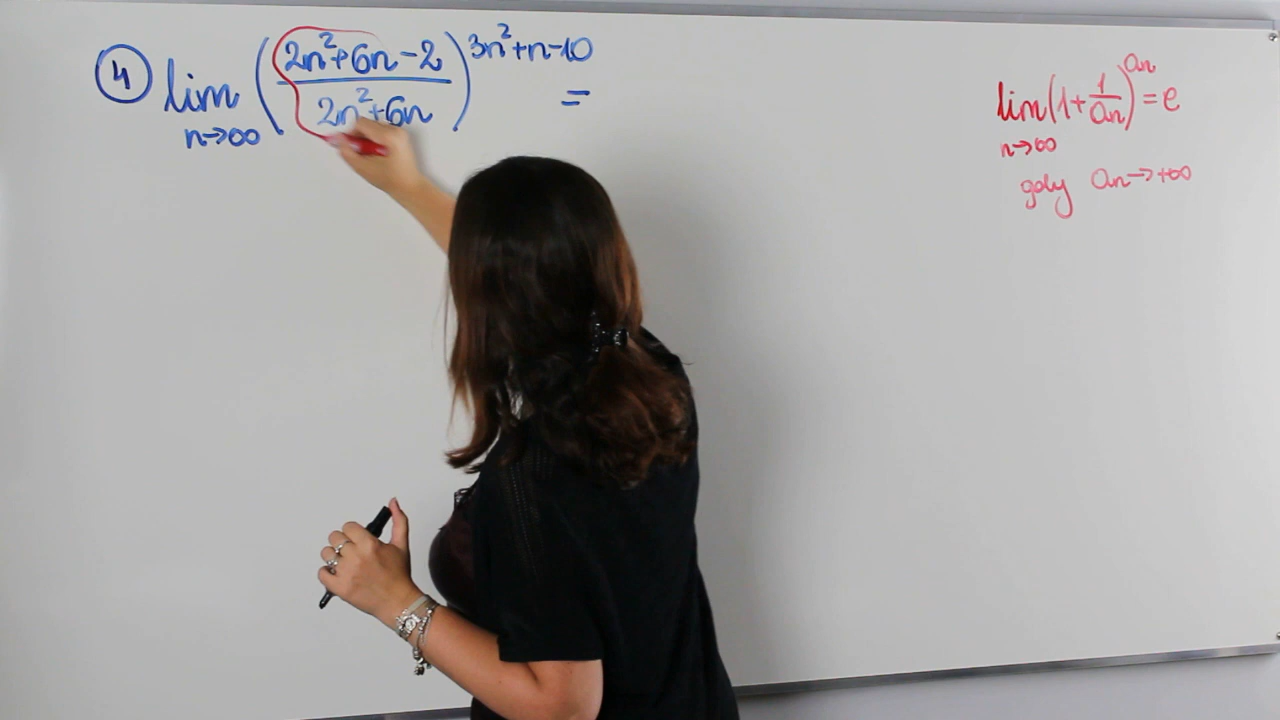 ④ lim n→∞ ( (2n²+6n-2) / (2n²+6n) )^(3n²+n-10) =
lim n→∞ (1 + 1/an)^an = e
gdy an→+∞